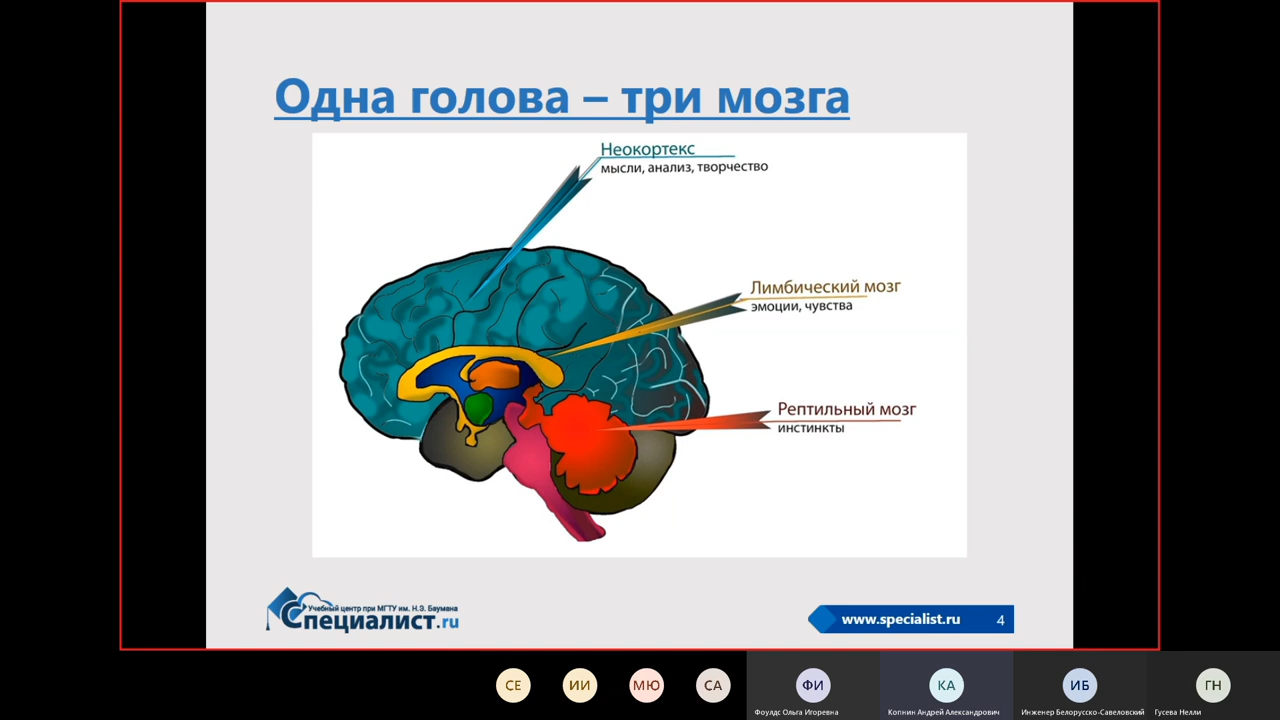 Одна голова – три мозга
Неокортекс
мысли, анализ, творчество
Лимбический мозг
эмоции, чувства
Рептильный мозг
инстинкты
Учебный центр при МГТУ им. Н.Э. Баумана
Специалист.ru
www.specialist.ru 4
СЕ ИИ МЮ СА ФИ КА ИБ ГН
Фоулдс Ольга Игоревна Копнин Андрей Александрович Инженер Белорусско-Савеловский Гусева Нелли